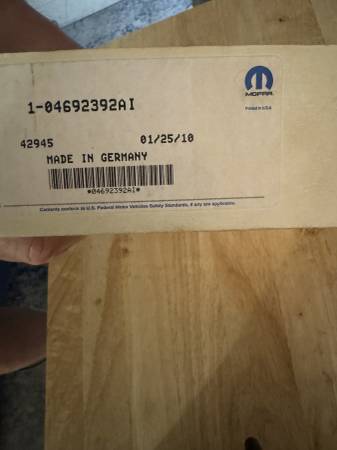 MOPAR
Printed in U.S.A.
1-04692392AI
42945 01/25/10
MADE IN GERMANY
*04692392AI*
Contents conform to U.S. Federal Motor Vehicles Safety Standards, if any are applicable.